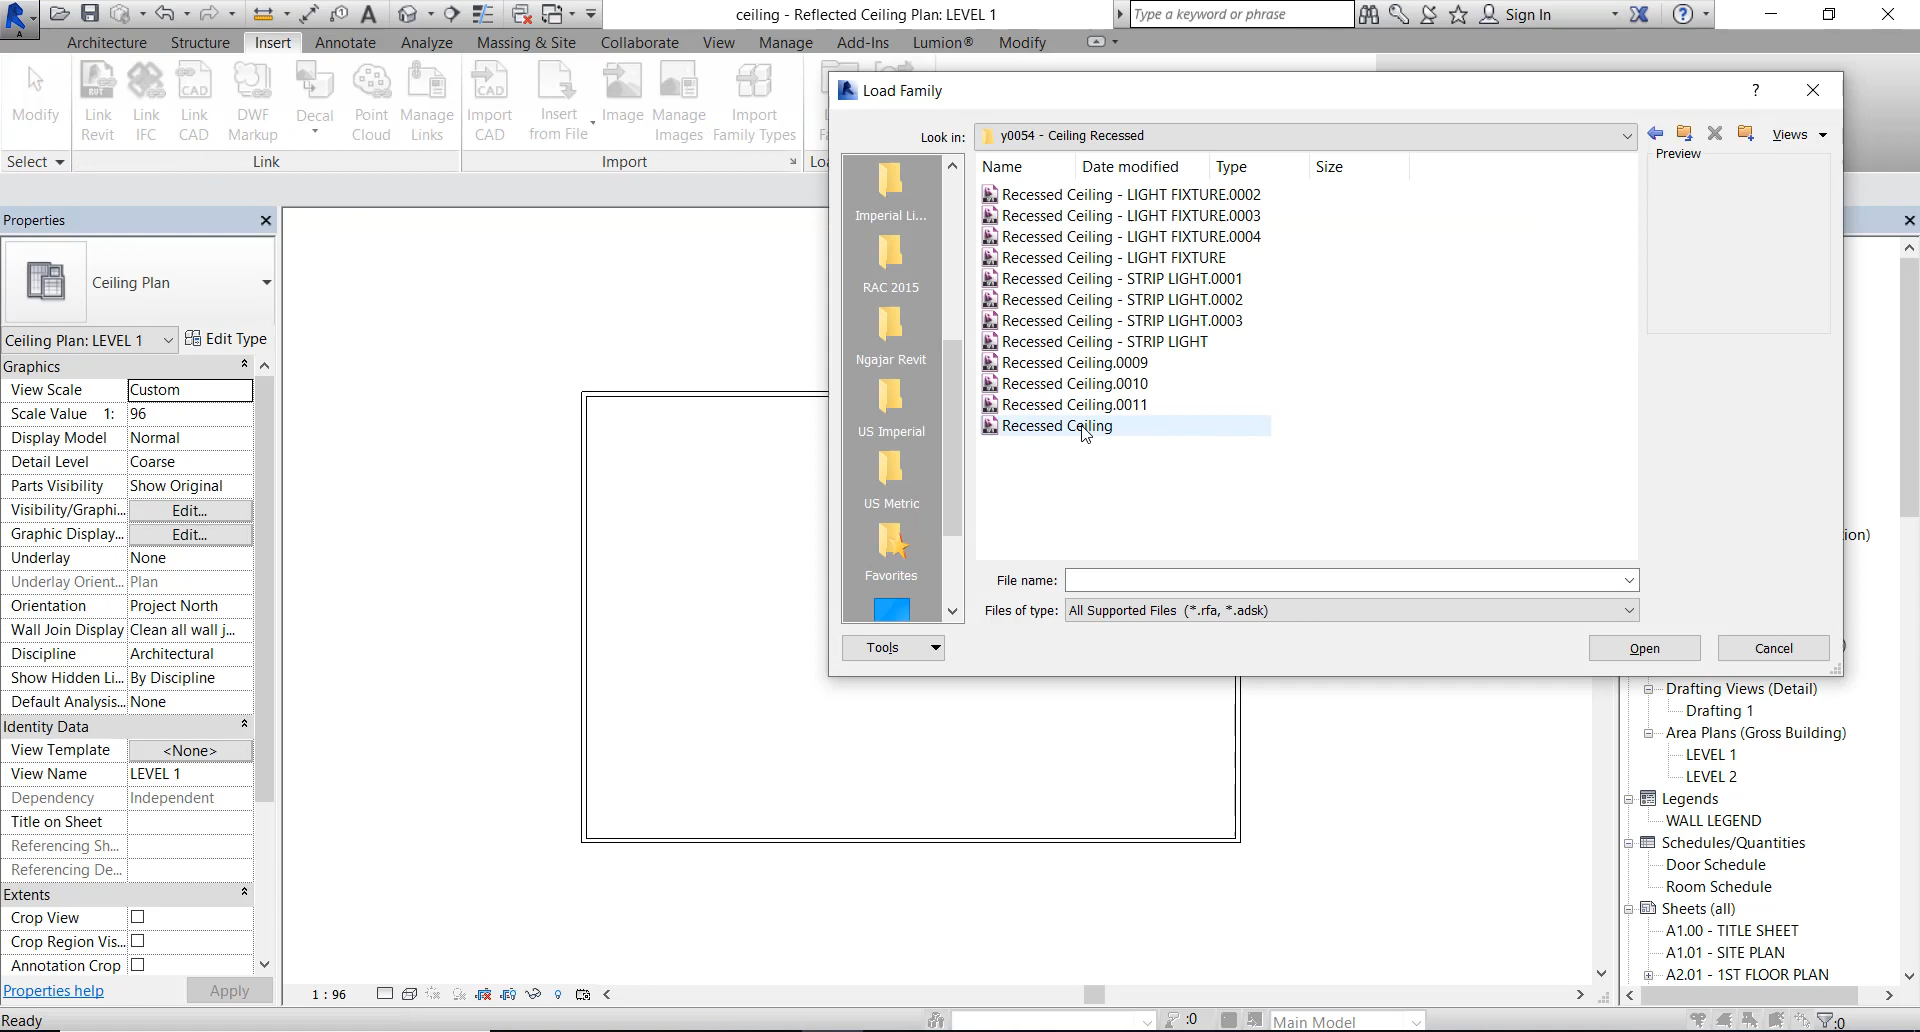 ceiling - Reflected Ceiling Plan: LEVEL 1
Type a keyword or phrase
Sign In
Architecture Structure Insert Annotate Analyze Massing & Site Collaborate View Manage Add-Ins Lumion® Modify
Modify
Link Revit
Link IFC
Link CAD
DWF Markup
Decal
Point Cloud
Manage Links
Import CAD
Insert from File
Image
Manage Images
Import Family Types
Select
Link
Import
Load Family
Look in:
y0054 - Ceiling Recessed
Views
Preview
Name Date modified Type Size
Recessed Ceiling - LIGHT FIXTURE.0002
Recessed Ceiling - LIGHT FIXTURE.0003
Recessed Ceiling - LIGHT FIXTURE.0004
Recessed Ceiling - LIGHT FIXTURE
Recessed Ceiling - STRIP LIGHT.0001
Recessed Ceiling - STRIP LIGHT.0002
Recessed Ceiling - STRIP LIGHT.0003
Recessed Ceiling - STRIP LIGHT
Recessed Ceiling.0009
Recessed Ceiling.0010
Recessed Ceiling.0011
Recessed Ceiling
Imperial Li...
RAC 2015
Ngajar Revit
US Imperial
US Metric
Favorites
File name:
Files of type: All Supported Files (*.rfa, *.adsk)
Tools
Open
Cancel
Properties
Ceiling Plan
Ceiling Plan: LEVEL 1 Edit Type
Graphics
View Scale Custom
Scale Value 1: 96
Display Model Normal
Detail Level Coarse
Parts Visibility Show Original
Visibility/Graphi... Edit...
Graphic Display... Edit...
Underlay None
Underlay Orient... Plan
Orientation Project North
Wall Join Display Clean all wall j...
Discipline Architectural
Show Hidden Li... By Discipline
Default Analysis... None
Identity Data
View Template <None>
View Name LEVEL 1
Dependency Independent
Title on Sheet
Referencing Sh...
Referencing De...
Extents
Crop View
Crop Region Vis...
Annotation Crop
Properties help
Apply
ion)
Drafting Views (Detail)
Drafting 1
Area Plans (Gross Building)
LEVEL 1
LEVEL 2
Legends
WALL LEGEND
Schedules/Quantities
Door Schedule
Room Schedule
Sheets (all)
A1.00 - TITLE SHEET
A1.01 - SITE PLAN
A2.01 - 1ST FLOOR PLAN
1 : 96
Ready
:0
Main Model
:0